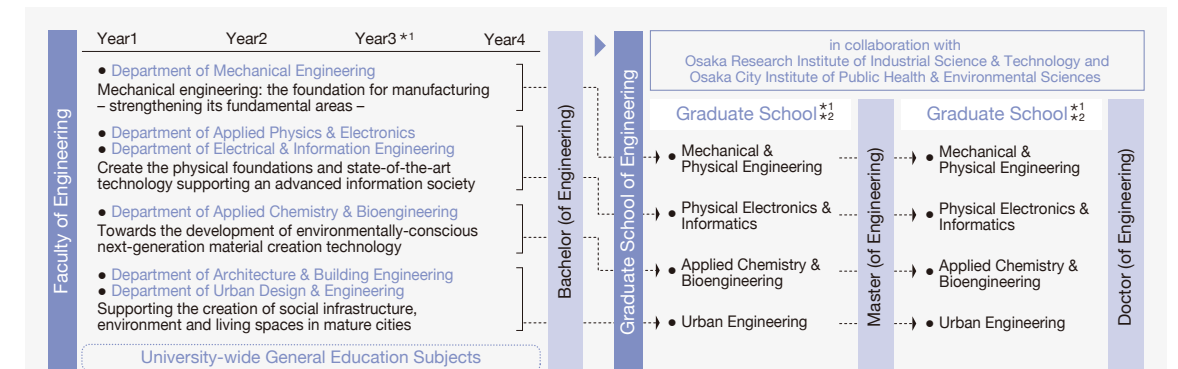 Faculty of Engineering
Year1 Year2 Year3 *1 Year4
● Department of Mechanical Engineering
Mechanical engineering: the foundation for manufacturing
– strengthening its fundamental areas –
● Department of Applied Physics & Electronics
● Department of Electrical & Information Engineering
Create the physical foundations and state-of-the-art
technology supporting an advanced information society
● Department of Applied Chemistry & Bioengineering
Towards the development of environmentally-conscious
next-generation material creation technology
● Department of Architecture & Building Engineering
● Department of Urban Design & Engineering
Supporting the creation of social infrastructure,
environment and living spaces in mature cities
University-wide General Education Subjects
Bachelor (of Engineering)
Graduate School of Engineering
in collaboration with
Osaka Research Institute of Industrial Science & Technology and
Osaka City Institute of Public Health & Environmental Sciences
Graduate School *1 *2
● Mechanical &
Physical Engineering
● Physical Electronics &
Informatics
● Applied Chemistry &
Bioengineering
● Urban Engineering
Master (of Engineering)
Graduate School *1 *2
● Mechanical &
Physical Engineering
● Physical Electronics &
Informatics
● Applied Chemistry &
Bioengineering
● Urban Engineering
Doctor (of Engineering)